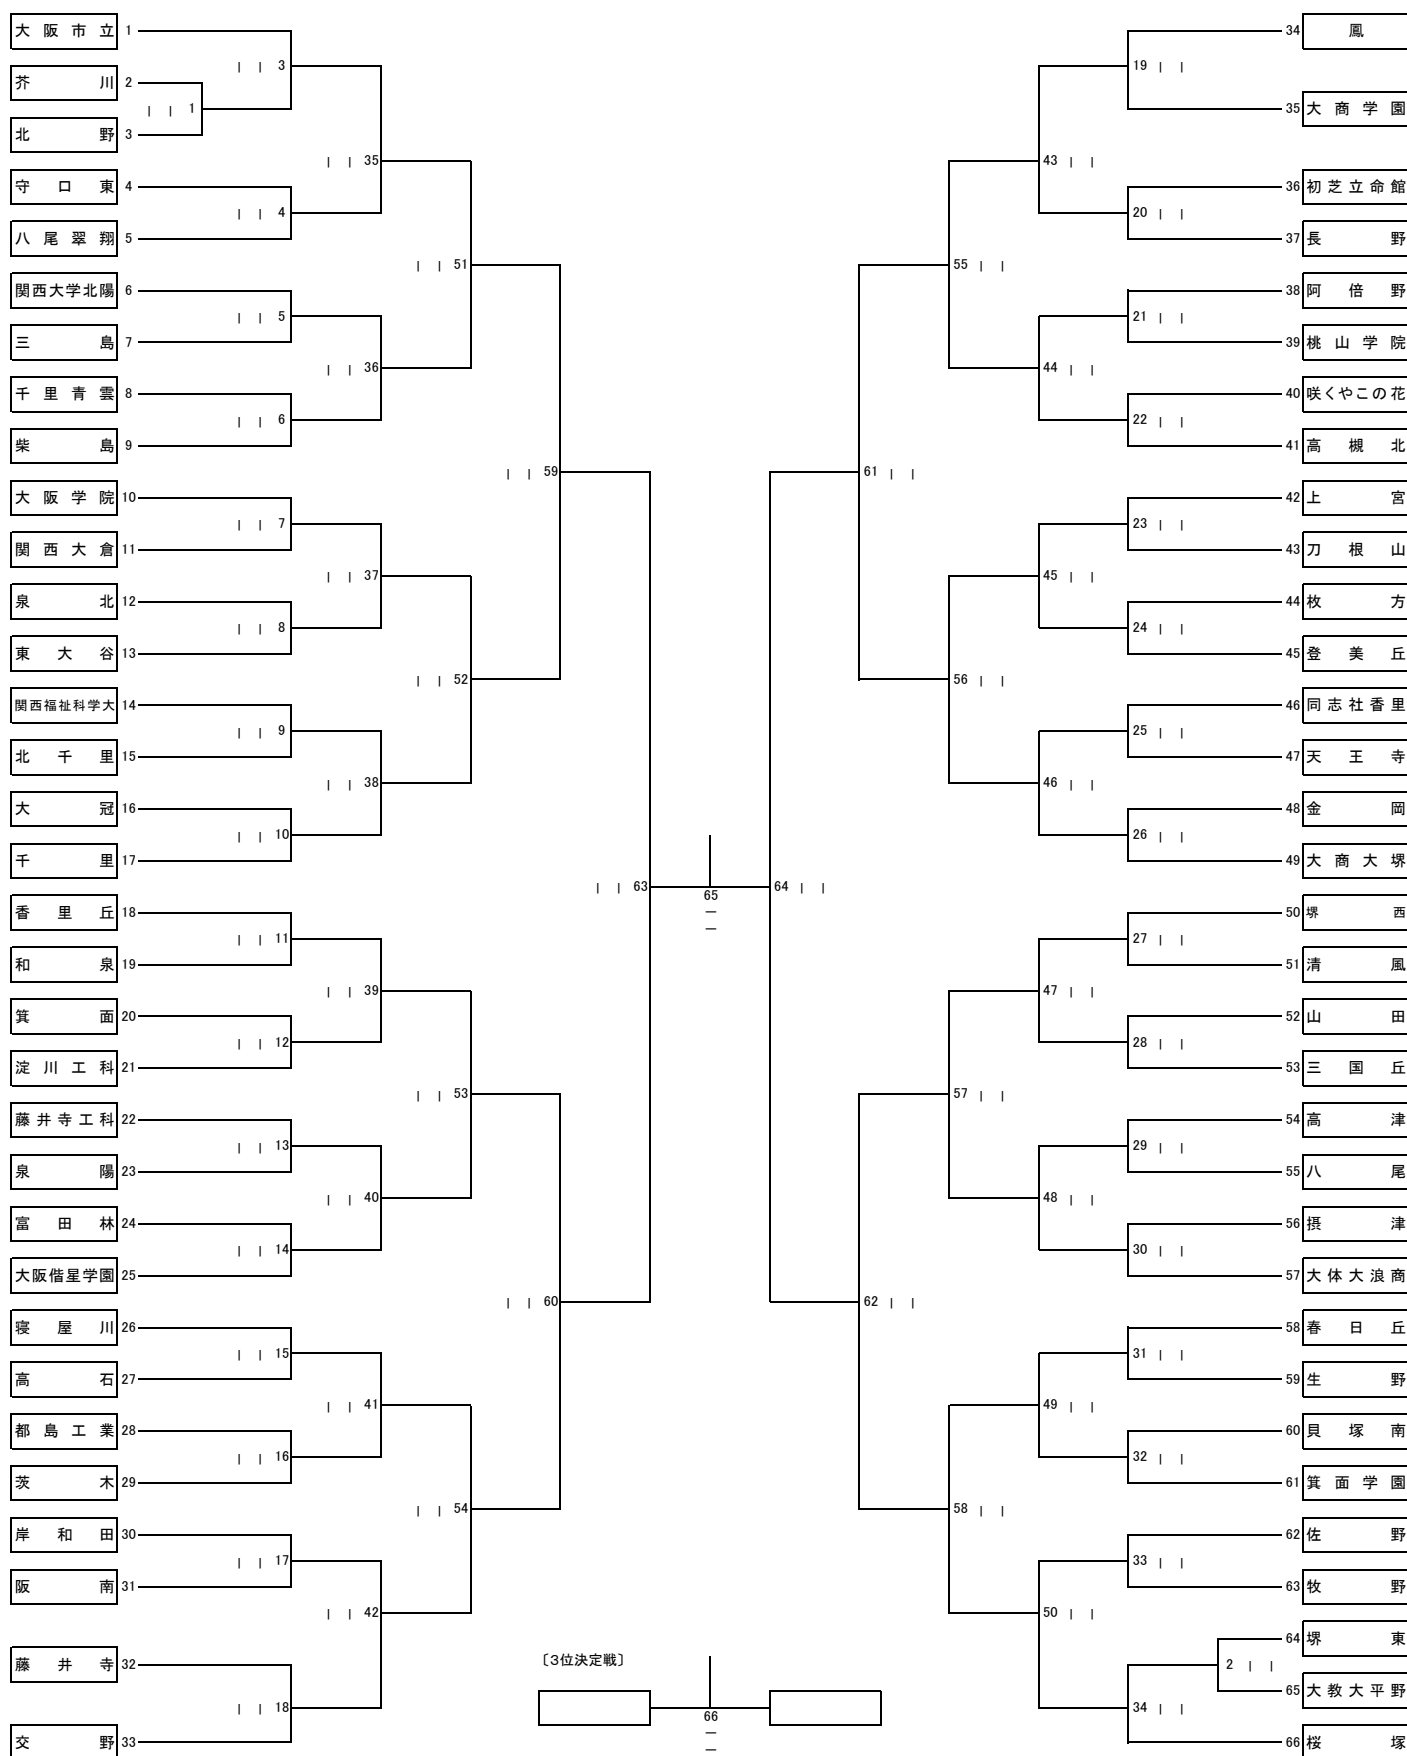 大阪市立 1
芥川 2
北野 3
守口東 4
八尾翠翔 5
関西大学北陽 6
三島 7
千里青雲 8
柴島 9
大阪学院 10
関西大倉 11
泉北 12
東大谷 13
関西福祉科学大 14
北千里 15
大冠 16
千里 17
香里丘 18
和泉 19
箕面 20
淀川工科 21
藤井寺工科 22
泉陽 23
富田林 24
大阪偕星学園 25
寝屋川 26
高石 27
都島工業 28
茨木 29
岸和田 30
阪南 31
藤井寺 32
交野 33
1
3
4
5
6
7
8
9
10
11
12
13
14
15
16
17
18
35
36
37
38
39
40
41
42
51
52
53
54
59
60
63
65
64
61
62
55
56
57
58
43
44
45
46
47
48
49
50
19
20
21
22
23
24
25
26
27
28
29
30
31
32
33
2
34
34 鳳
35 大商学園
36 初芝立命館
37 長野
38 阿倍野
39 桃山学院
40 咲くやこの花
41 高槻北
42 上宮
43 刀根山
44 枚方
45 登美丘
46 同志社香里
47 天王寺
48 金岡
49 大商大堺
50 堺西
51 清風
52 山田
53 三国丘
54 高津
55 八尾
56 摂津
57 大体大浪商
58 春日丘
59 生野
60 貝塚南
61 箕面学園
62 佐野
63 牧野
64 堺東
65 大教大平野
66 桜塚
〔3位決定戦〕
66